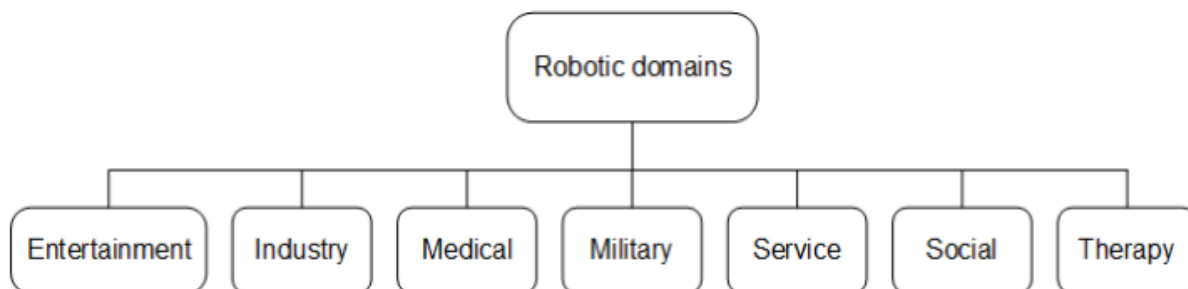 Robotic domains
Entertainment
Industry
Medical
Military
Service
Social
Therapy